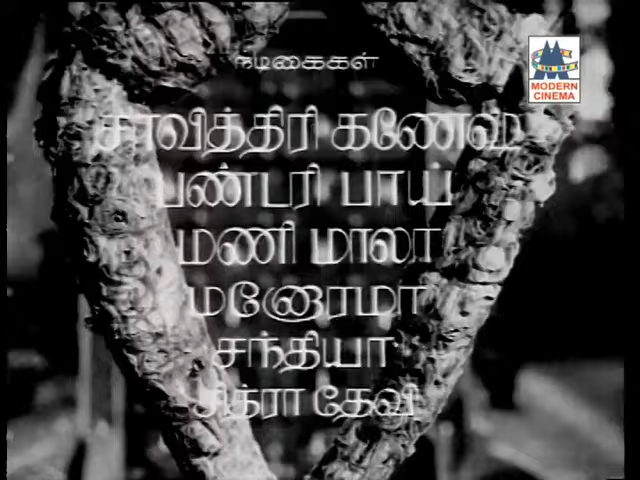 நடிகைகள்
MODERN
CINEMA
சாவித்திரி கணேஷ்
பண்டரி பாய்
மணி மாலா
மனோரமா
சந்தியா
சித்ரா தேவி